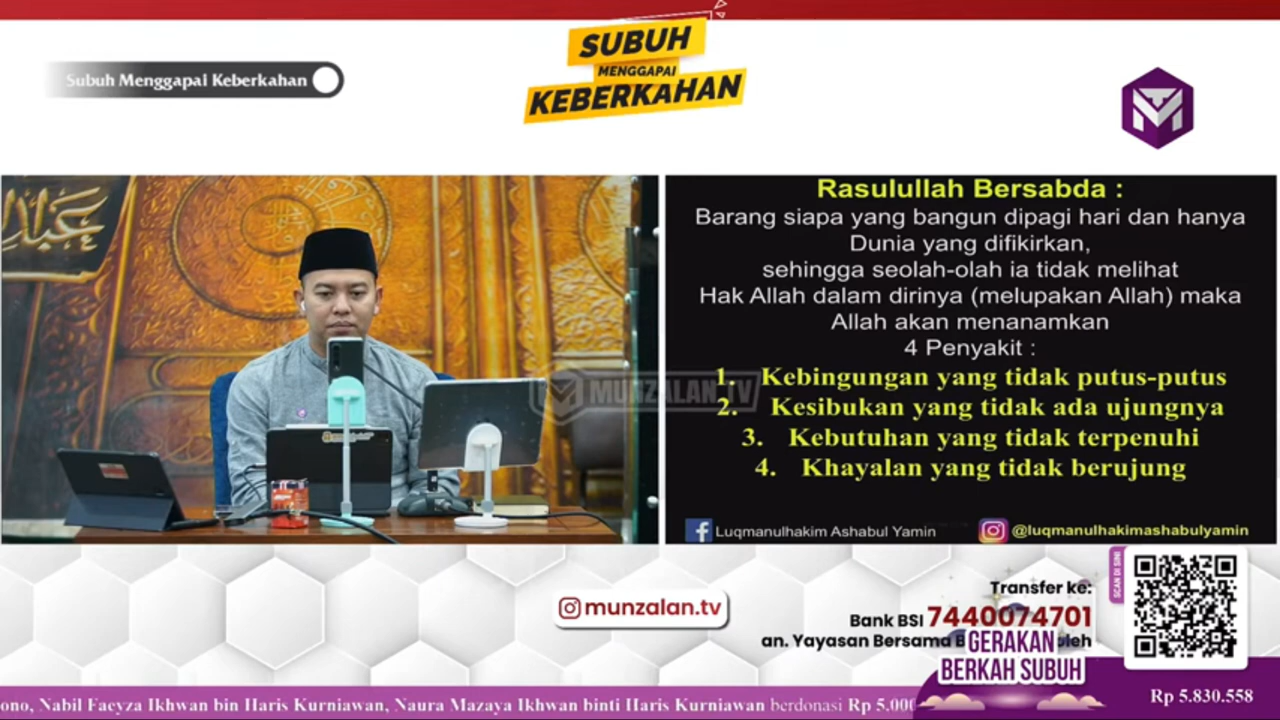 Subuh Menggapai Keberkahan
SUBUH
MENGGAPAI
KEBERKAHAN
Rasulullah Bersabda :
Barang siapa yang bangun dipagi hari dan hanya
Dunia yang difikirkan,
sehingga seolah-olah ia tidak melihat
Hak Allah dalam dirinya (melupakan Allah) maka
Allah akan menanamkan
4 Penyakit :
1. Kebingungan yang tidak putus-putus
2. Kesibukan yang tidak ada ujungnya
3. Kebutuhan yang tidak terpenuhi
4. Khayalan yang tidak berujung
MUNZALAN.TV
Luqmanulhakim Ashabul Yamin
@luqmanulhakimashabulyamin
munzalan.tv
SCAN DI SINI
Transfer ke:
Bank BSI 7440074701
an. Yayasan Bersama
GERAKAN
BERKAH SUBUH
ono, Nabil Faeyza Ikhwan bin Haris Kurniawan, Naura Mazaya Ikhwan binti Haris Kurniawan berdonasi Rp 5.000
Rp 5.830.558